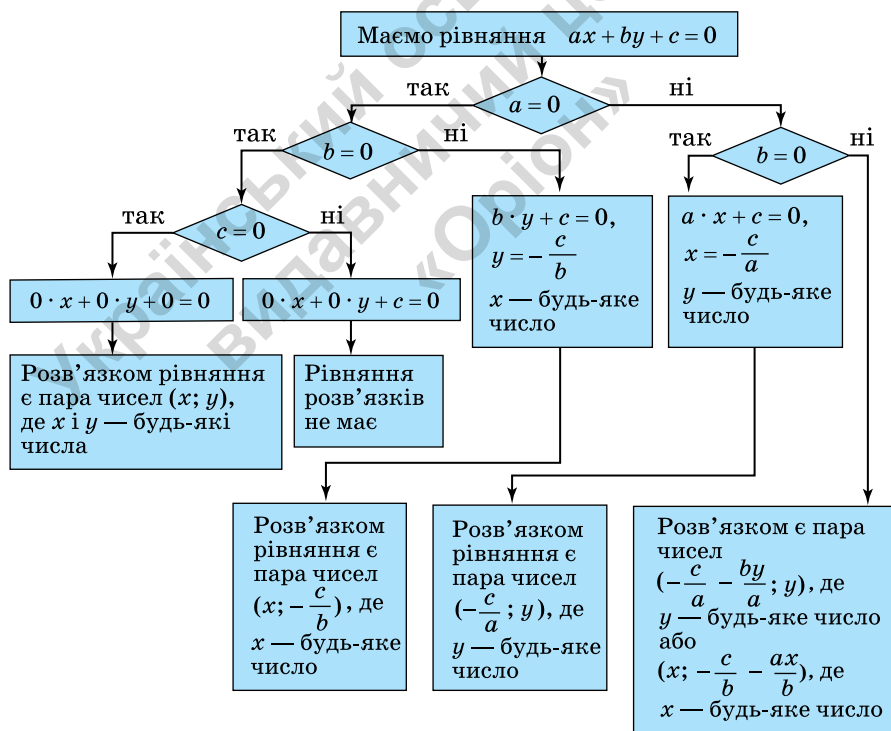 Маємо рівняння ax + by + c = 0
так
a = 0
ні
так
b = 0
ні
так
b = 0
ні
так
c = 0
ні
b · y + c = 0,
y = − c/b
x — будь-яке
число
a · x + c = 0,
x = − c/a
y — будь-яке
число
0 · x + 0 · y + 0 = 0
0 · x + 0 · y + c = 0
Розв’язком рівняння
є пара чисел (x; y),
де x і y — будь-які
числа
Рівняння
розв’язків
не має
Розв’язком
рівняння є
пара чисел
(x; − c/b), де
x — будь-яке
число
Розв’язком
рівняння є
пара чисел
(− c/a ; y), де
y — будь-яке
число
Розв’язком є пара
чисел
(− c/a − by/a ; y), де
y — будь-яке число
або
(x; − c/b − ax/b), де
x — будь-яке число
Український
видавничий
«Оріон»